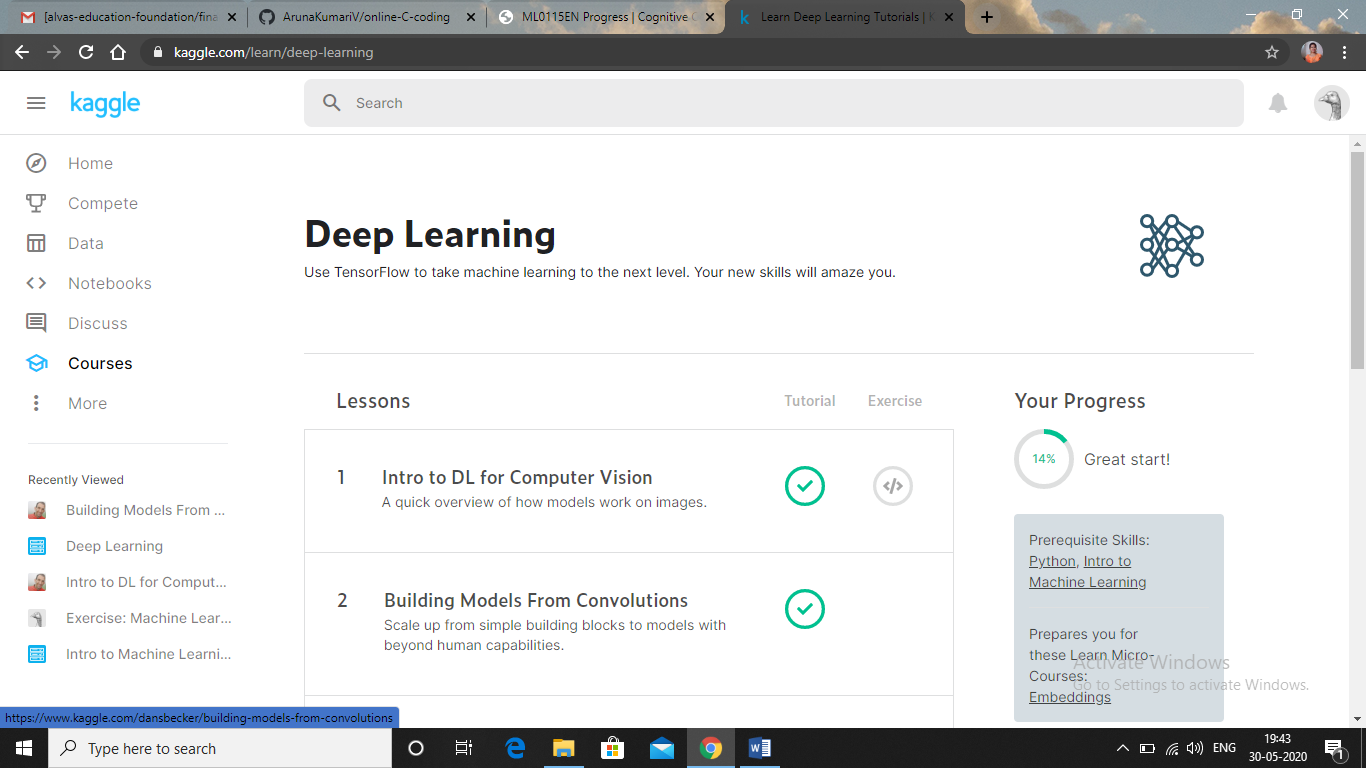 [alvas-education-foundation/fina
ArunaKumariV/online-C-coding
ML0115EN Progress | Cognitive C
Learn Deep Learning Tutorials | K
kaggle.com/learn/deep-learning
kaggle
Search
Home
Compete
Data
Notebooks
Discuss
Courses
More
Recently Viewed
Building Models From ...
Deep Learning
Intro to DL for Comput...
Exercise: Machine Lear...
Intro to Machine Learni...
Deep Learning
Use TensorFlow to take machine learning to the next level. Your new skills will amaze you.
Lessons
Tutorial
Exercise
1
Intro to DL for Computer Vision
A quick overview of how models work on images.
2
Building Models From Convolutions
Scale up from simple building blocks to models with
beyond human capabilities.
Your Progress
14%
Great start!
Prerequisite Skills:
Python, Intro to
Machine Learning
Prepares you for
these Learn Micro-
Courses:
Embeddings
Activate Windows
Go to Settings to activate Windows.
https://www.kaggle.com/dansbecker/building-models-from-convolutions
Type here to search
ENG
19:43
30-05-2020
1